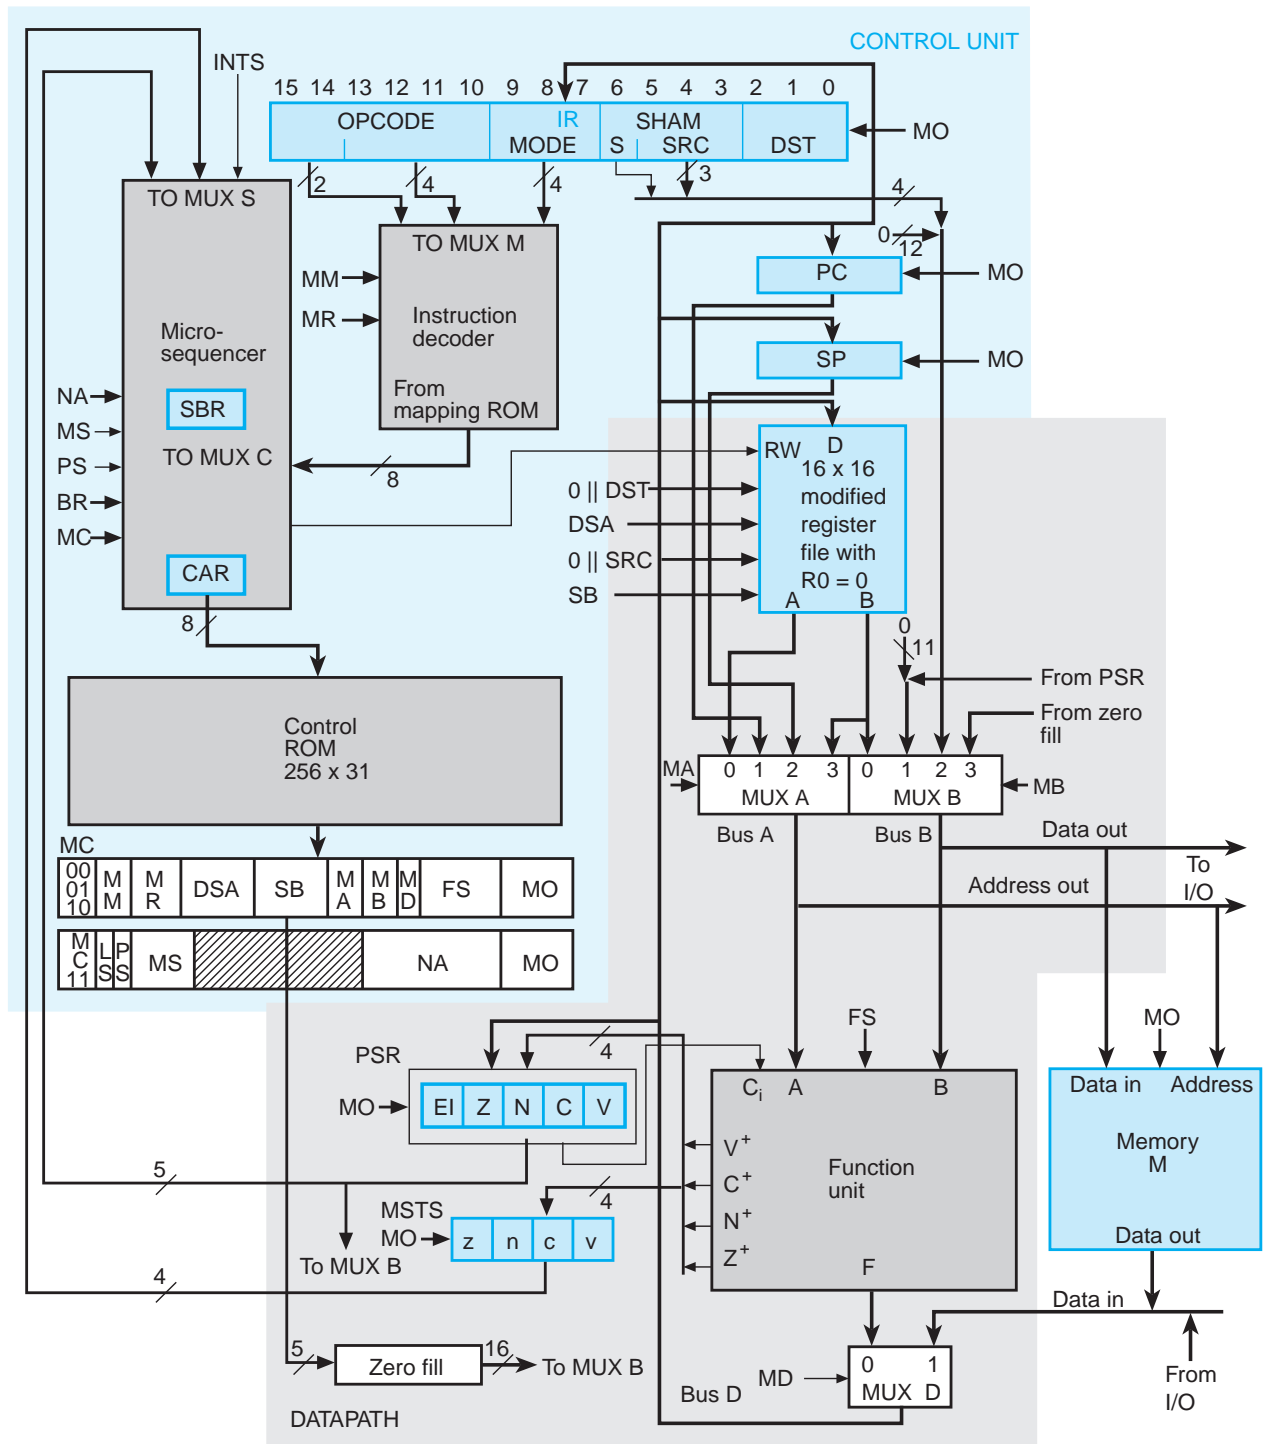 CONTROL UNIT
INTS
15 14 13 12 11 10 9 8 7 6 5 4 3 2 1 0
OPCODE
IR
MODE
SHAM
S
SRC
DST
MO
2
4
4
3
4
0
12
TO MUX S
Micro-
sequencer
SBR
TO MUX C
CAR
TO MUX M
Instruction
decoder
From
mapping ROM
MM
MR
NA
MS
PS
BR
MC
8
8
PC
MO
SP
MO
RW
D
16 x 16
modified
register
file with
R0 = 0
A
B
0 || DST
DSA
0 || SRC
SB
0
11
From PSR
From zero
fill
Control
ROM
256 x 31
MA
0 1 2 3
MUX A
0 1 2 3
MUX B
MB
Bus A
Bus B
Data out
To
I/O
Address out
MC
00
01
10
M
M
M
R
DSA
SB
M
A
M
B
M
D
FS
MO
M
C
11
L
S
P
S
MS
NA
MO
PSR
4
MO
EI Z N C V
FS
MO
Ci
A
B
V+
C+
N+
Z+
Function
unit
F
Data in
Address
Memory
M
Data out
5
MSTS
4
MO
z n c v
To MUX B
4
Data in
5
Zero fill
16
To MUX B
MD
0 1
MUX D
Bus D
From
I/O
DATAPATH